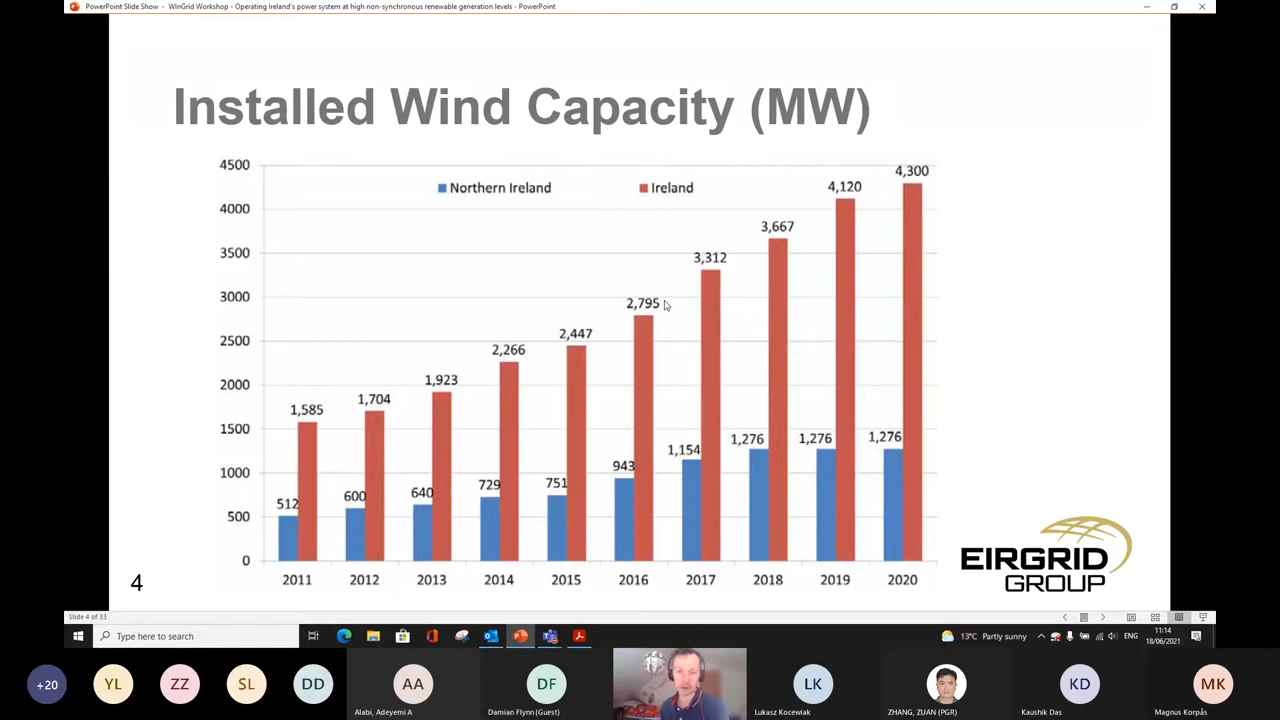 PowerPoint Slide Show - WInGrid Workshop - Operating Ireland's power system at high non-synchronous renewable generation levels - PowerPoint
Installed Wind Capacity (MW)
Northern Ireland
Ireland
4500
4000
3500
3000
2500
2000
1500
1000
500
0
512
1,585
600
1,704
640
1,923
729
2,266
751
2,447
943
2,795
1,154
3,312
1,276
3,667
1,276
4,120
1,276
4,300
2011 2012 2013 2014 2015 2016 2017 2018 2019 2020
4
EIRGRID
GROUP
Slide 4 of 33
Type here to search
13°C Partly sunny
ENG
11:14
18/06/2021
+20
YL
ZZ
SL
DD
AA
Alabi, Adeyemi A
DF
Damian Flynn (Guest)
LK
Lukasz Kocewiak
ZHANG, ZUAN (PGR)
KD
Kaushik Das
MK
Magnus Korpås